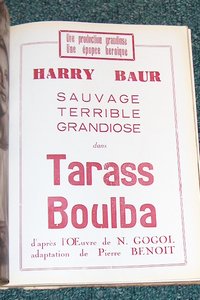 Une production grandiose
Une épopée héroïque
HARRY BAUR
SAUVAGE
TERRIBLE
GRANDIOSE
dans
Tarass
Boulba
d'après l'Œuvre de N. GOGOL
adaptation de Pierre BENOIT